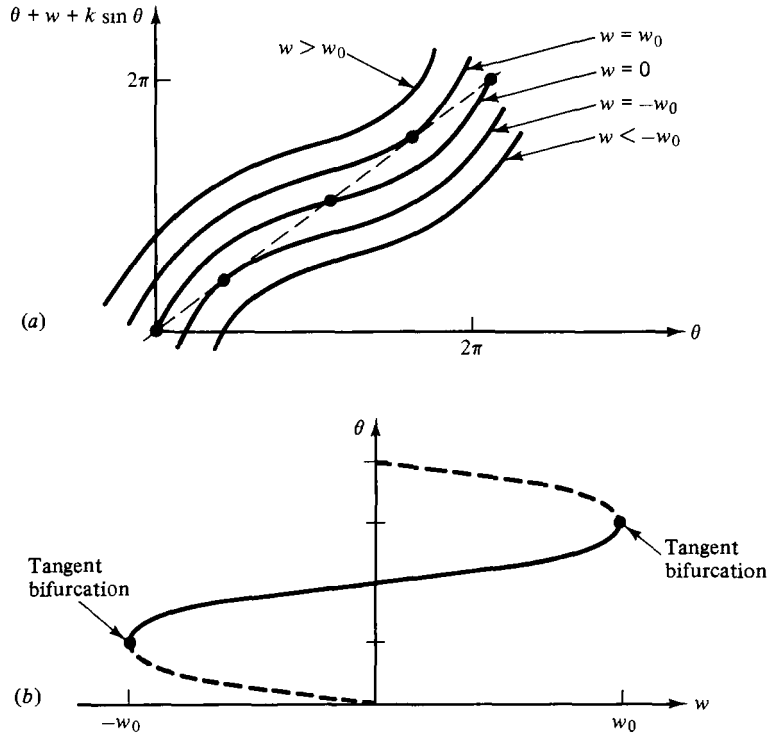 θ + w + k sin θ
w > w₀
w = w₀
w = 0
w = −w₀
w < −w₀
2π
(a)
2π
θ
θ
Tangent
bifurcation
Tangent
bifurcation
(b)
−w₀
w₀
w